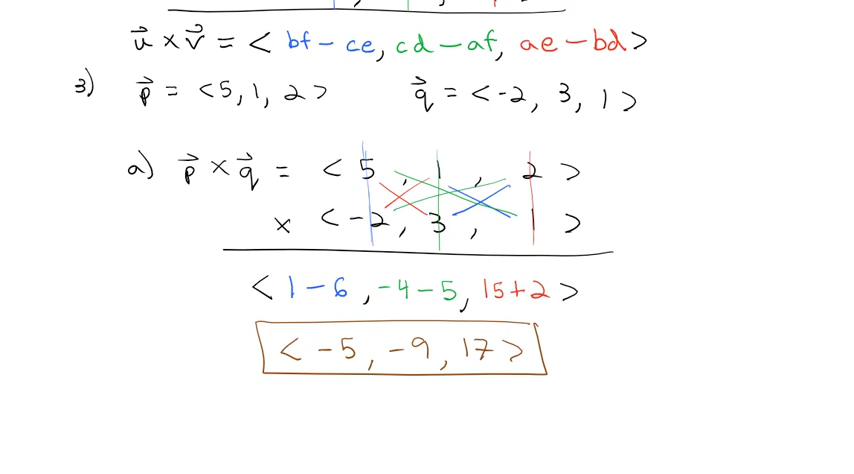 u⃗ × v⃗ = < bf − ce, cd − af, ae − bd >
3) p⃗ = < 5, 1, 2 > q⃗ = < -2, 3, 1 >
a) p⃗ × q⃗ = < 5, 1, 2 >
× < -2, 3, 1 >
< 1 − 6, -4 − 5, 15 + 2 >
< -5, -9, 17 >